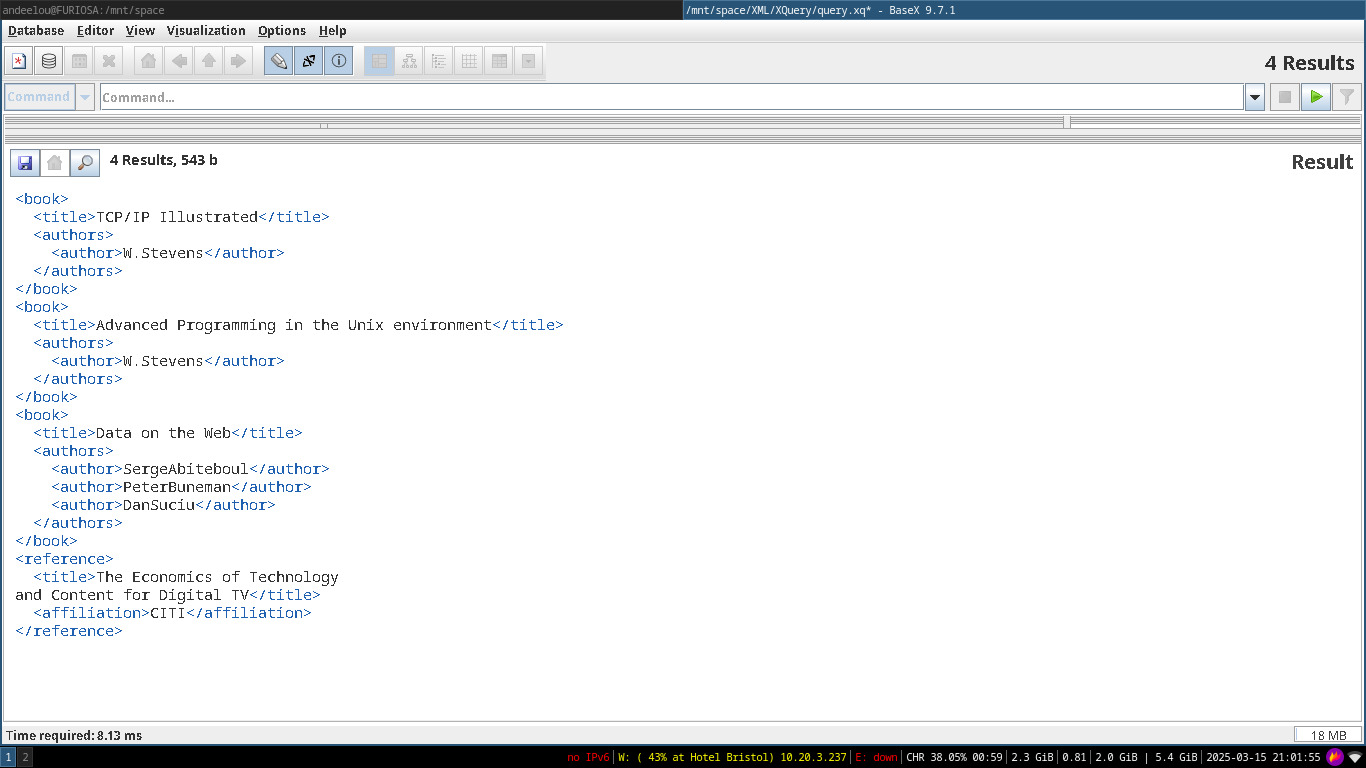 andeelou@FURIOSA:/mnt/space
/mnt/space/XML/XQuery/query.xq* - BaseX 9.7.1
Database Editor View Visualization Options Help
4 Results
Command Command...
4 Results, 543 b
Result
<book>
  <title>TCP/IP Illustrated</title>
  <authors>
    <author>W.Stevens</author>
  </authors>
</book>
<book>
  <title>Advanced Programming in the Unix environment</title>
  <authors>
    <author>W.Stevens</author>
  </authors>
</book>
<book>
  <title>Data on the Web</title>
  <authors>
    <author>SergeAbiteboul</author>
    <author>PeterBuneman</author>
    <author>DanSuciu</author>
  </authors>
</book>
<reference>
  <title>The Economics of Technology
and Content for Digital TV</title>
  <affiliation>CITI</affiliation>
</reference>
Time required: 8.13 ms
18 MB
1 2 no IPv6 | W: ( 43% at Hotel Bristol) 10.20.3.237 | E: down | CHR 38.05% 00:59 | 2.3 GiB | 0.81 | 2.0 GiB | 5.4 GiB | 2025-03-15 21:01:55